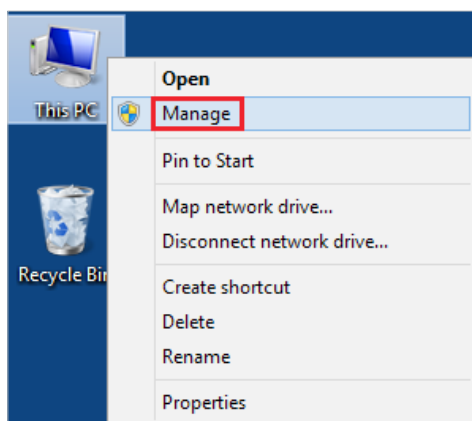 This PC
Recycle Bin
Open
Manage
Pin to Start
Map network drive...
Disconnect network drive...
Create shortcut
Delete
Rename
Properties